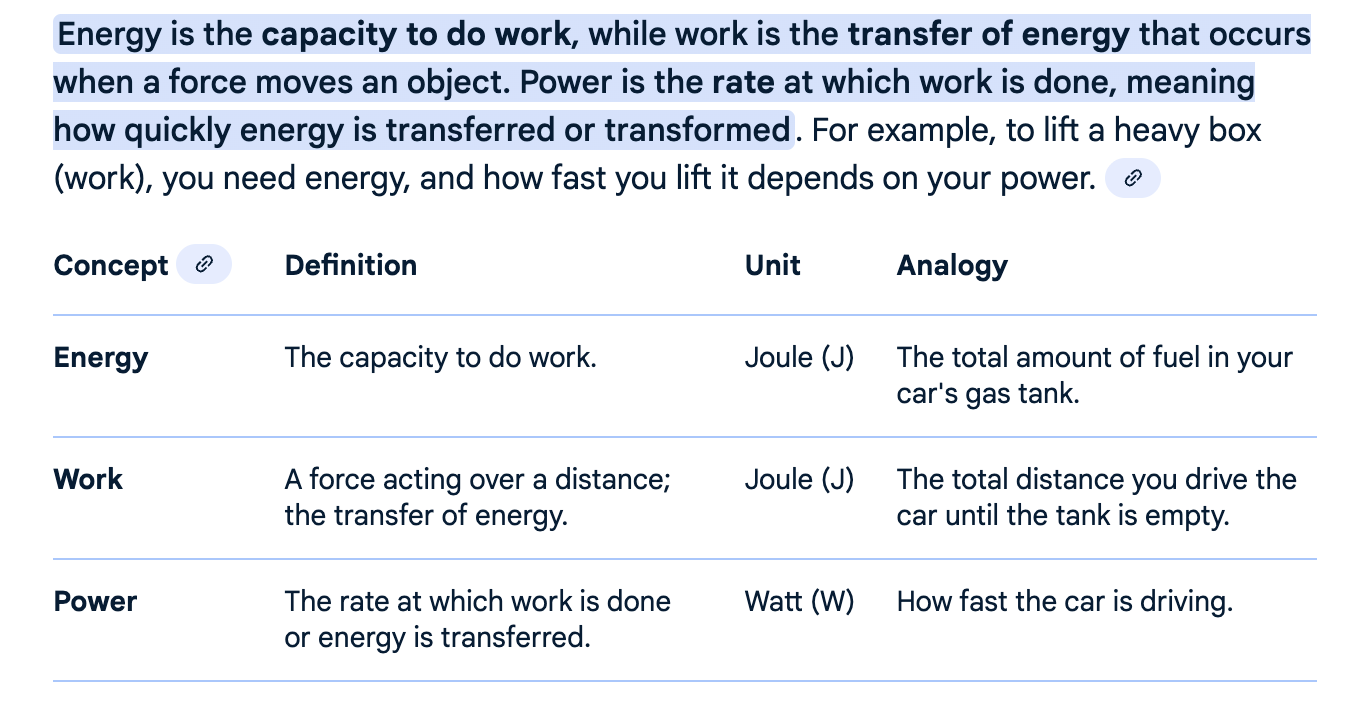 Energy is the capacity to do work, while work is the transfer of energy that occurs
when a force moves an object. Power is the rate at which work is done, meaning
how quickly energy is transferred or transformed. For example, to lift a heavy box
(work), you need energy, and how fast you lift it depends on your power.
Concept Definition Unit Analogy
Energy The capacity to do work. Joule (J) The total amount of fuel in your
car's gas tank.
Work A force acting over a distance; Joule (J) The total distance you drive the
the transfer of energy. car until the tank is empty.
Power The rate at which work is done Watt (W) How fast the car is driving.
or energy is transferred.